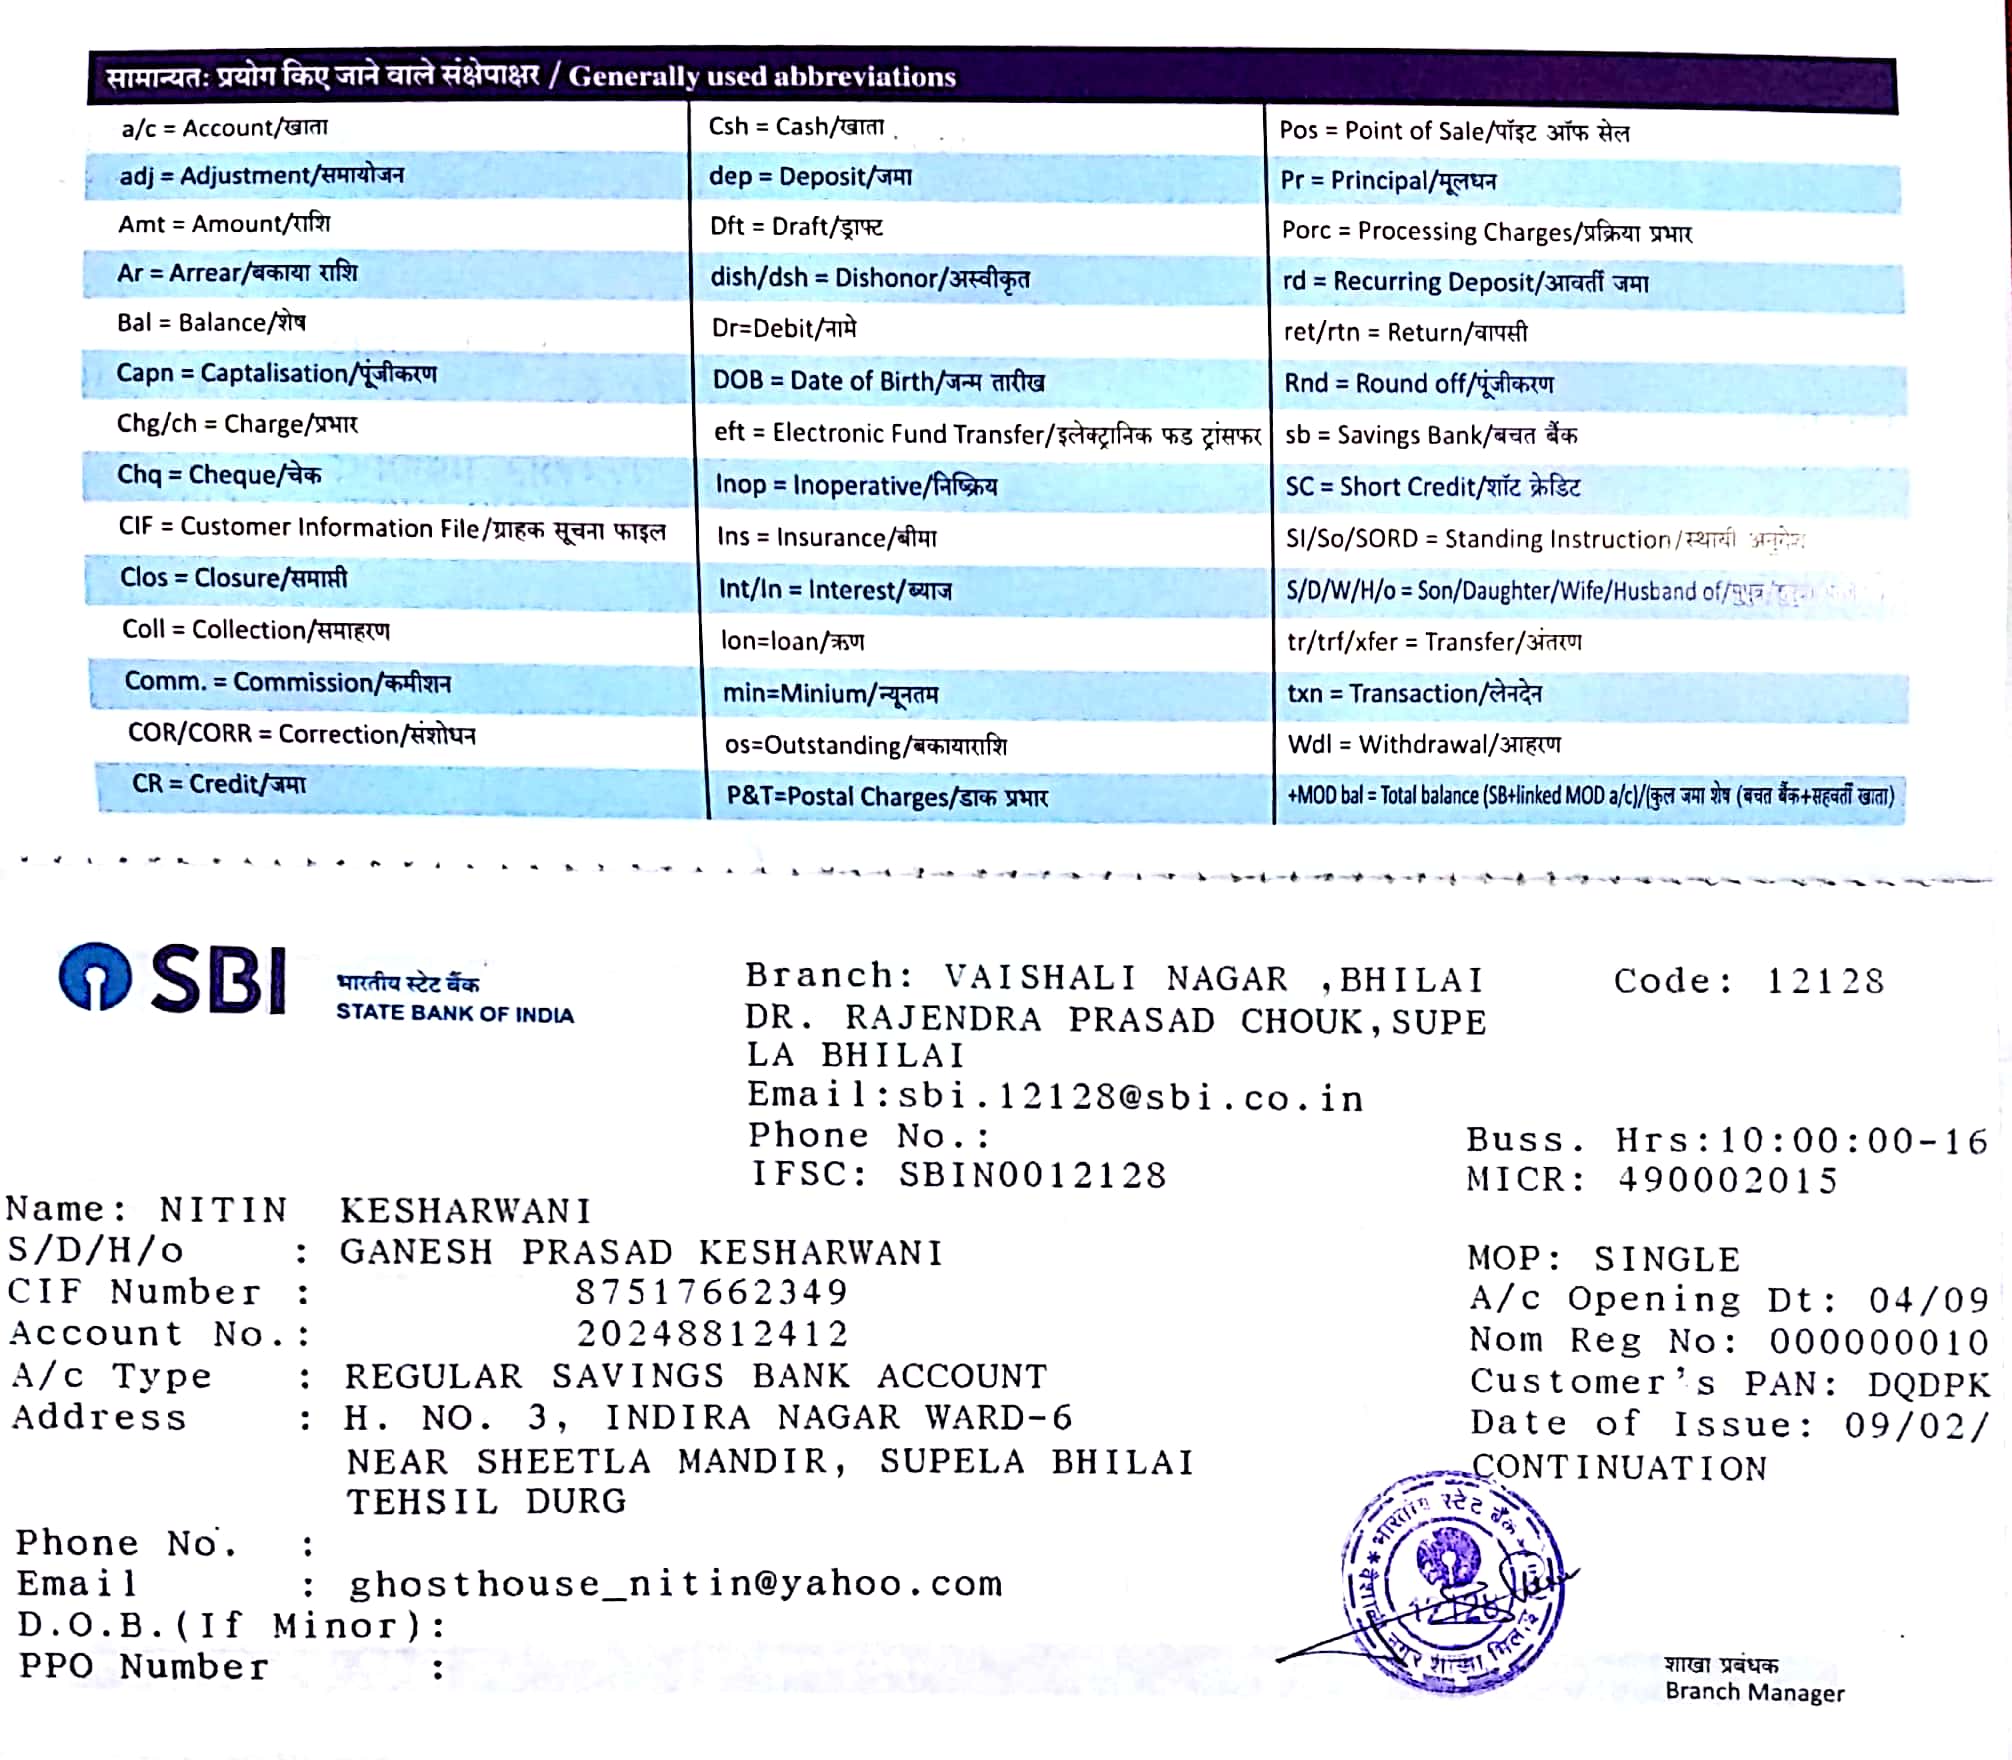 सामान्यतः प्रयोग किए जाने वाले संक्षेपाक्षर / Generally used abbreviations
a/c = Account/खाता
adj = Adjustment/समायोजन
Amt = Amount/राशि
Ar = Arrear/बकाया राशि
Bal = Balance/शेष
Capn = Captalisation/पूंजीकरण
Chg/ch = Charge/प्रभार
Chq = Cheque/चेक
CIF = Customer Information File/ग्राहक सूचना फाइल
Clos = Closure/समाप्ती
Coll = Collection/समाहरण
Comm. = Commission/कमीशन
COR/CORR = Correction/संशोधन
CR = Credit/जमा
Csh = Cash/खाता
dep = Deposit/जमा
Dft = Draft/ड्राफ्ट
dish/dsh = Dishonor/अस्वीकृत
Dr=Debit/नामे
DOB = Date of Birth/जन्म तारीख
eft = Electronic Fund Transfer/इलेक्ट्रानिक फड ट्रांसफर
Inop = Inoperative/निष्क्रिय
Ins = Insurance/बीमा
Int/In = Interest/ब्याज
lon=loan/ऋण
min=Minium/न्यूनतम
os=Outstanding/बकायाराशि
P&T=Postal Charges/डाक प्रभार
Pos = Point of Sale/पॉइट ऑफ सेल
Pr = Principal/मूलधन
Porc = Processing Charges/प्रक्रिया प्रभार
rd = Recurring Deposit/आवर्ती जमा
ret/rtn = Return/वापसी
Rnd = Round off/पूंजीकरण
sb = Savings Bank/बचत बैंक
SC = Short Credit/शॉट क्रेडिट
SI/So/SORD = Standing Instruction/स्थायी
S/D/W/H/o = Son/Daughter/Wife/Husband of/
tr/trf/xfer = Transfer/अंतरण
txn = Transaction/लेनदेन
Wdl = Withdrawal/आहरण
+MOD bal = Total balance (SB+linked MOD a/c)/(कुल जमा शेष (बचत बैंक+सहवर्ती खाता)
SBI
भारतीय स्टेट बैंक
STATE BANK OF INDIA
Branch: VAISHALI NAGAR ,BHILAI
DR. RAJENDRA PRASAD CHOUK,SUPE
LA BHILAI
Email:sbi.12128@sbi.co.in
Phone No.:
IFSC: SBIN0012128
Code: 12128
Buss. Hrs:10:00:00-16
MICR: 490002015
Name: NITIN KESHARWANI
S/D/H/o : GANESH PRASAD KESHARWANI
CIF Number : 87517662349
Account No.: 20248812412
A/c Type : REGULAR SAVINGS BANK ACCOUNT
Address : H. NO. 3, INDIRA NAGAR WARD-6
NEAR SHEETLA MANDIR, SUPELA BHILAI
TEHSIL DURG
Phone No. :
Email : ghosthouse_nitin@yahoo.com
D.O.B.(If Minor):
PPO Number :
MOP: SINGLE
A/c Opening Dt: 04/09
Nom Reg No: 000000010
Customer's PAN: DQDPK
Date of Issue: 09/02/
CONTINUATION
भारतीय स्टेट बैंक
12128
नगर शाखा
शाखा प्रबंधक
Branch Manager